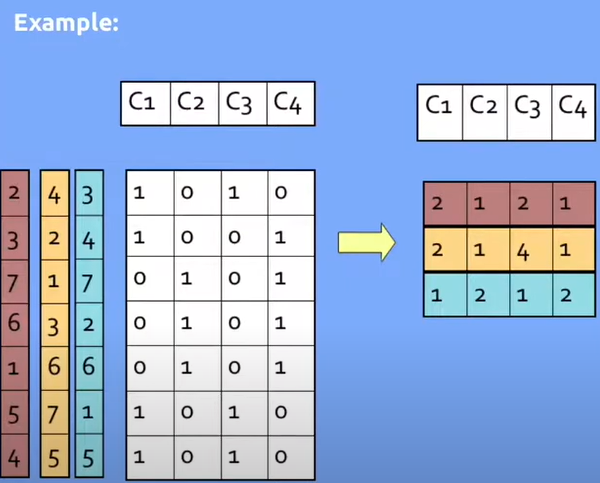 Example:
C1 C2 C3 C4 C1 C2 C3 C4
2 4 3 1 0 1 0 2 1 2 1
3 2 4 1 0 0 1 2 1 4 1
7 1 7 0 1 0 1 1 2 1 2
6 3 2 0 1 0 1
1 6 6 0 1 0 1
5 7 1 1 0 1 0
4 5 5 1 0 1 0